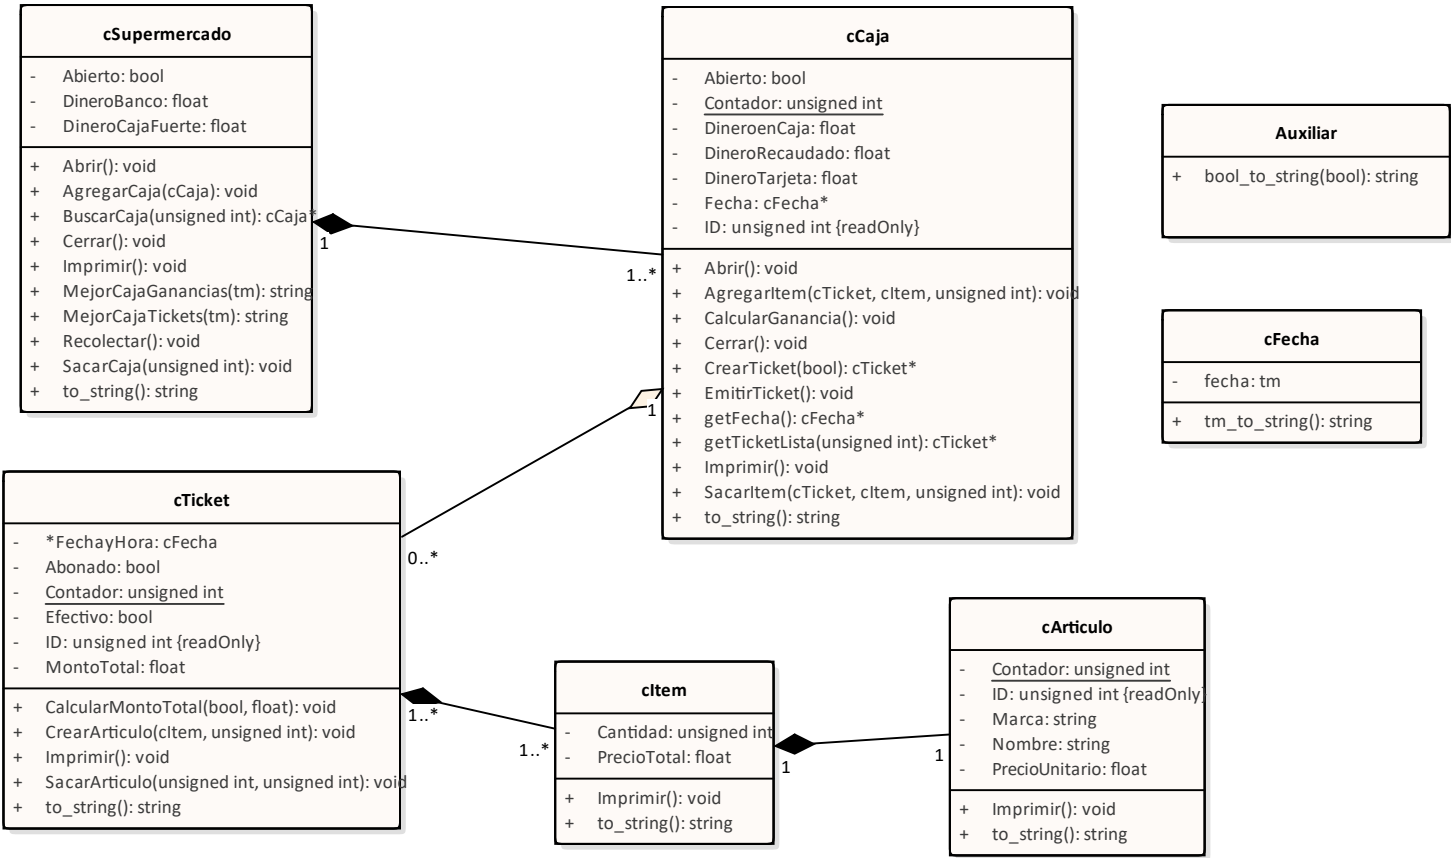 cSupermercado
- Abierto: bool
- DineroBanco: float
- DineroCajaFuerte: float
+ Abrir(): void
+ AgregarCaja(cCaja): void
+ BuscarCaja(unsigned int): cCaja*
+ Cerrar(): void
+ Imprimir(): void
+ MejorCajaGanancias(tm): string
+ MejorCajaTickets(tm): string
+ Recolectar(): void
+ SacarCaja(unsigned int): void
+ to_string(): string
1
1..*
cCaja
- Abierto: bool
- Contador: unsigned int
- DineroenCaja: float
- DineroRecaudado: float
- DineroTarjeta: float
- Fecha: cFecha*
- ID: unsigned int {readOnly}
+ Abrir(): void
+ AgregarItem(cTicket, cItem, unsigned int): void
+ CalcularGanancia(): void
+ Cerrar(): void
+ CrearTicket(bool): cTicket*
+ EmitirTicket(): void
+ getFecha(): cFecha*
+ getTicketLista(unsigned int): cTicket*
+ Imprimir(): void
+ SacarItem(cTicket, cItem, unsigned int): void
+ to_string(): string
1
0..*
Auxiliar
+ bool_to_string(bool): string
cFecha
- fecha: tm
+ tm_to_string(): string
cTicket
- *FechayHora: cFecha
- Abonado: bool
- Contador: unsigned int
- Efectivo: bool
- ID: unsigned int {readOnly}
- MontoTotal: float
+ CalcularMontoTotal(bool, float): void
+ CrearArticulo(cItem, unsigned int): void
+ Imprimir(): void
+ SacarArticulo(unsigned int, unsigned int): void
+ to_string(): string
1..*
1..*
cItem
- Cantidad: unsigned int
- PrecioTotal: float
+ Imprimir(): void
+ to_string(): string
1
1
cArticulo
- Contador: unsigned int
- ID: unsigned int {readOnly}
- Marca: string
- Nombre: string
- PrecioUnitario: float
+ Imprimir(): void
+ to_string(): string